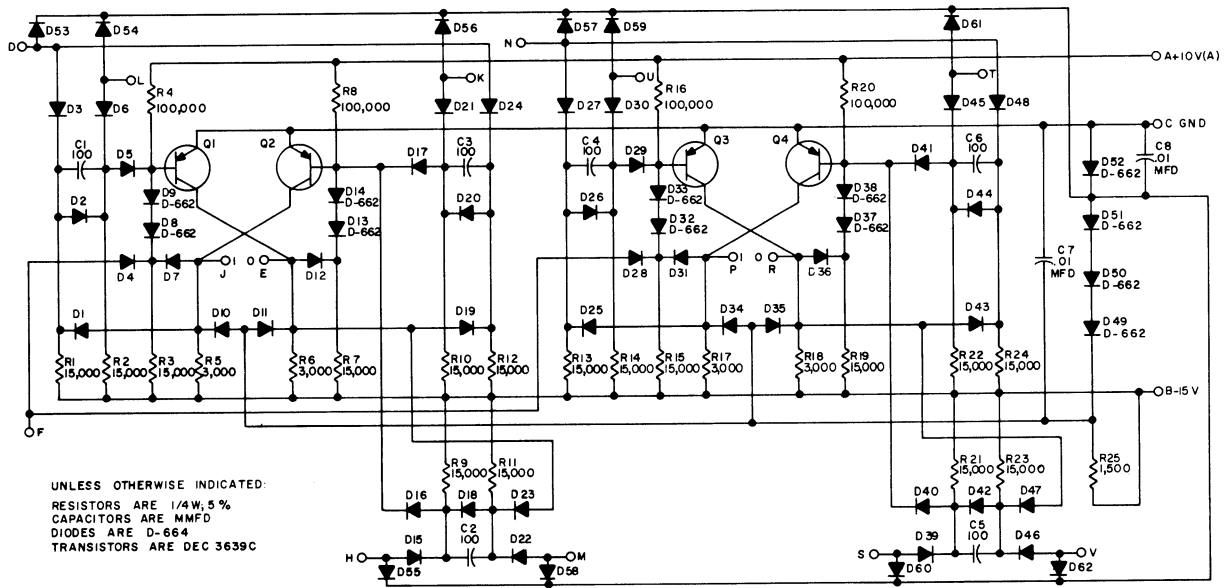 D53
D54
D56
D57
D59
D61
D
N
L
K
U
T
A+10V(A)
R4
100,000
R8
100,000
R16
100,000
R20
100,000
D3
D6
D21
D24
D27
D30
D45
D48
C GND
C1
100
D5
Q1
Q2
D17
C3
100
C4
100
D29
Q3
Q4
D41
C6
100
D52
D-662
C8
.01
MFD
D9
D-662
D14
D-662
D33
D-662
D38
D-662
D2
D8
D-662
D13
D-662
D20
D26
D32
D-662
D37
D-662
D44
D51
D-662
C7
.01
MFD
D4
D7
1
J
0
E
D12
D28
D31
1
P
0
R
D36
D50
D-662
D1
D10
D11
D19
D25
D34
D35
D43
D49
D-662
R1
15,000
R2
15,000
R3
15,000
R5
3,000
R6
3,000
R7
15,000
R10
15,000
R12
15,000
R13
15,000
R14
15,000
R15
15,000
R17
3,000
R18
3,000
R19
15,000
R22
15,000
R24
15,000
B-15V
F
R9
15,000
R11
15,000
R21
15,000
R23
15,000
R25
1,500
UNLESS OTHERWISE INDICATED:
RESISTORS ARE 1/4W; 5%
CAPACITORS ARE MMFD
DIODES ARE D-664
TRANSISTORS ARE DEC 3639C
D16
D18
D23
D40
D42
D47
H
D15
C2
100
D22
M
S
D39
C5
100
D46
V
D55
D58
D60
D62